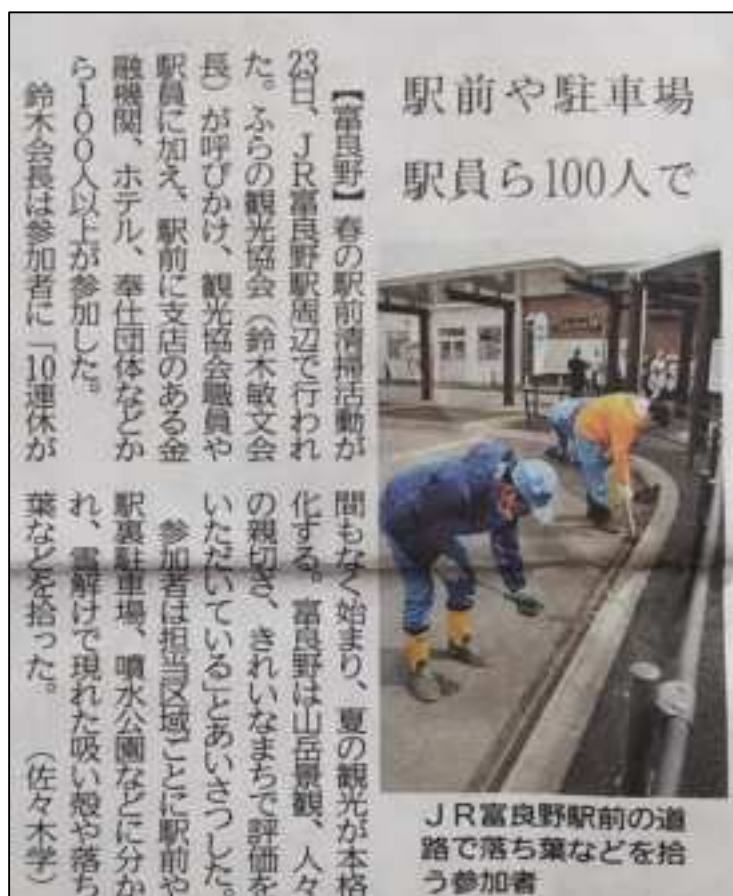 駅前や駐車場
駅員ら100人で
【富良野】春の駅前清掃活動が
23日、JR富良野駅周辺で行われ
た。ふらの観光協会(鈴木敏文会
長)が呼びかけ、観光協会職員や
駅員に加え、駅前に支店のある金
融機関、ホテル、奉仕団体などか
ら100人以上が参加した。
鈴木会長は参加者に「10連休が
間もなく始まり、夏の観光が本格
化する。富良野は山岳景観、人々
の親切さ、きれいなまちで評価を
いただいている」とあいさつした。
参加者は担当区域ごとに駅前や
駅裏駐車場、噴水公園などに分か
れ、雪解けで現れた吸い殻や落ち
葉などを拾った。(佐々木学)
JR富良野駅前の道
路で落ち葉などを拾
う参加者